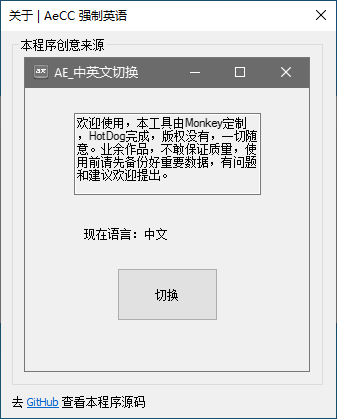 关于 | AeCC 强制英语
本程序创意来源
AE_中英文切换
欢迎使用，本工具由Monkey定制
，HotDog完成，版权没有，一切随
意。业余作品，不敢保证质量，使
用前请先备份好重要数据，有问题
和建议欢迎提出。
现在语言：中文
切换
去 GitHub 查看本程序源码